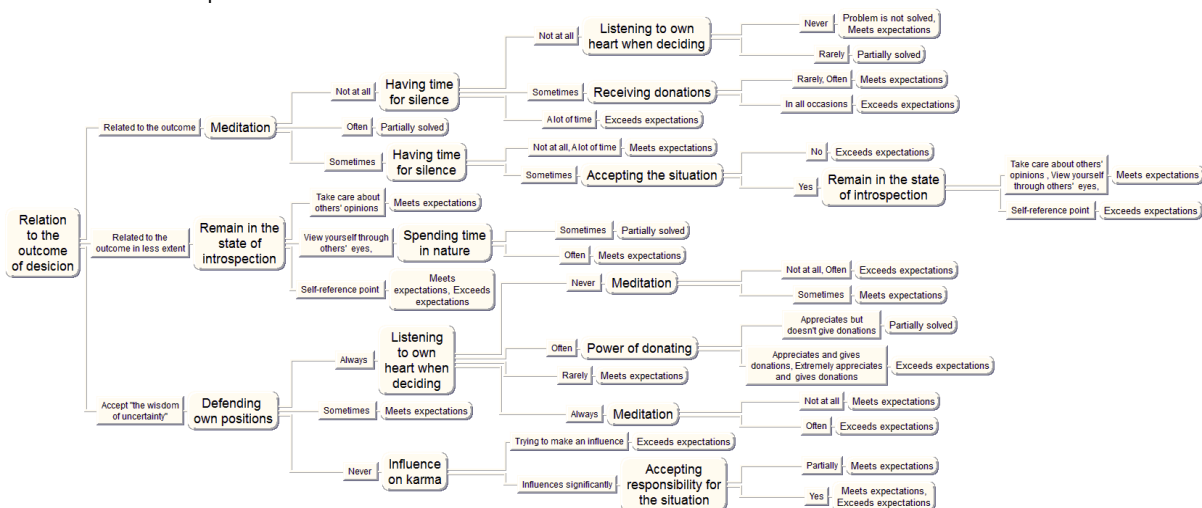 Never
Problem is not solved,
Meets expectations
Not at all
Listening to own
heart when deciding
Rarely
Partially solved
Not at all
Having time
for silence
Sometimes
Receiving donations
Rarely, Often
Meets expectations
In all occasions
Exceeds expectations
A lot of time
Exceeds expectations
Related to the outcome
Meditation
Often
Partially solved
Sometimes
Having time
for silence
Not at all, A lot of time
Meets expectations
Sometimes
Accepting the situation
No
Exceeds expectations
Yes
Remain in the state
of introspection
Take care about others'
opinions , View yourself
through others' eyes,
Meets expectations
Self-reference point
Exceeds expectations
Relation
to the
outcome
of desicion
Related to the
outcome in less extent
Remain in the
state of
introspection
Take care about
others' opinions
Meets expectations
View yourself through
others' eyes,
Spending time
in nature
Sometimes
Partially solved
Often
Meets expectations
Self-reference point
Meets
expectations, Exceeds
expectations
Accept "the wisdom
of uncertainty"
Defending
own positions
Always
Listening
to own
heart when
deciding
Never
Meditation
Not at all, Often
Exceeds expectations
Sometimes
Meets expectations
Often
Power of donating
Appreciates but
doesn't give donations
Partially solved
Appreciates and gives
donations, Extremely appreciates
and gives donations
Exceeds expectations
Rarely
Meets expectations
Always
Meditation
Not at all
Meets expectations
Often
Exceeds expectations
Sometimes
Meets expectations
Never
Influence
on karma
Trying to make an influence
Exceeds expectations
Influences significantly
Accepting
responsibility for
the situation
Partially
Meets expectations
Yes
Meets expectations,
Exceeds expectations